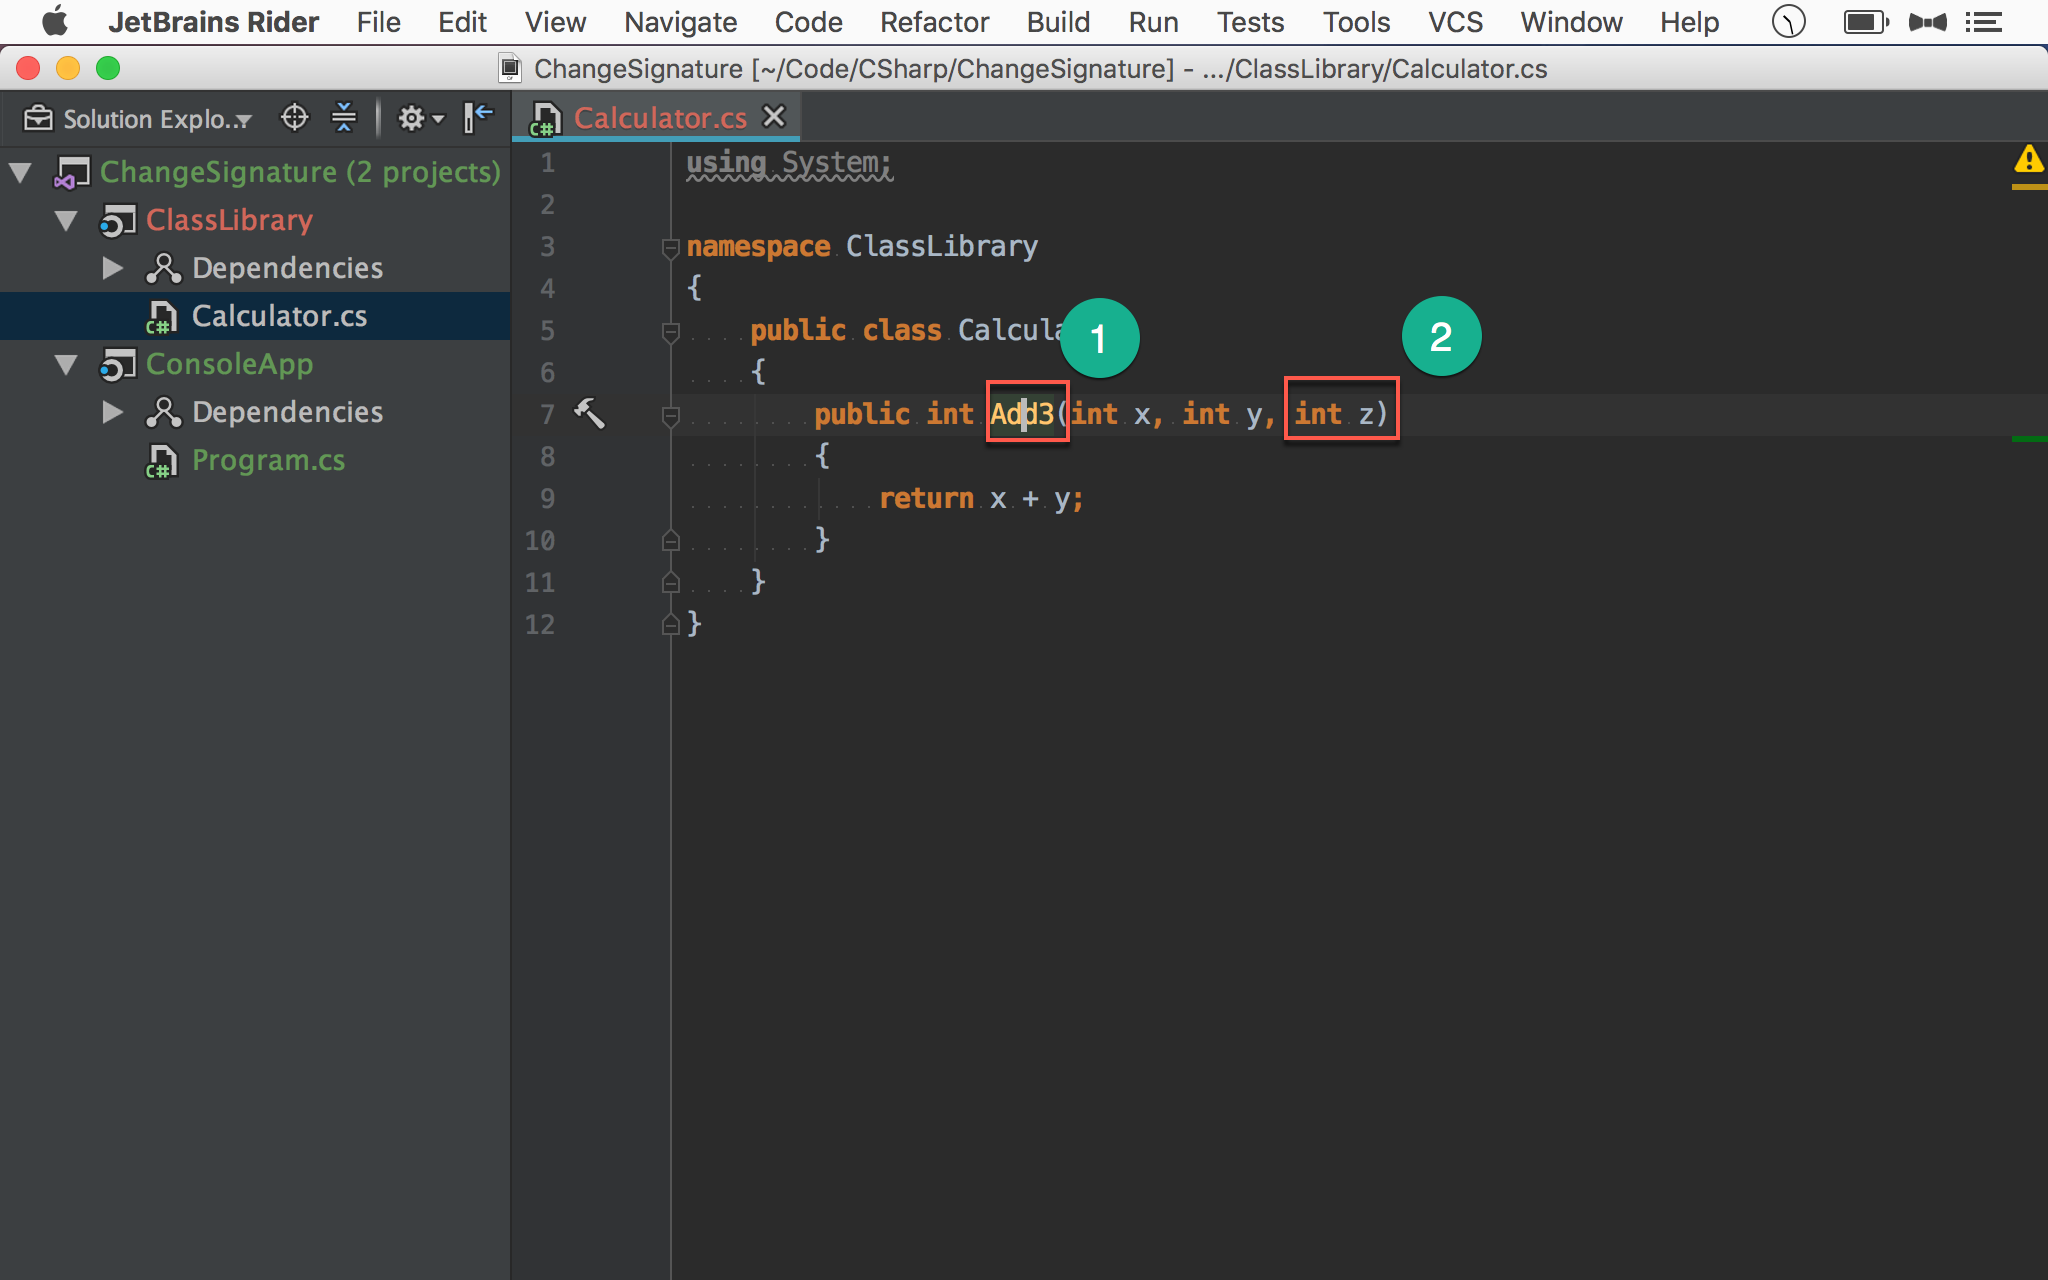 JetBrains Rider File Edit View Navigate Code Refactor Build Run Tests Tools VCS Window Help
ChangeSignature [~/Code/CSharp/ChangeSignature] - .../ClassLibrary/Calculator.cs
Solution Explo...
C# Calculator.cs
ChangeSignature (2 projects)
ClassLibrary
Dependencies
C# Calculator.cs
ConsoleApp
Dependencies
C# Program.cs
1 using System;
2
3 namespace ClassLibrary
4 {
5 public class Calcula
1
2
6 {
7 public int Add3(int x, int y, int z)
8 {
9 return x + y;
10 }
11 }
12 }